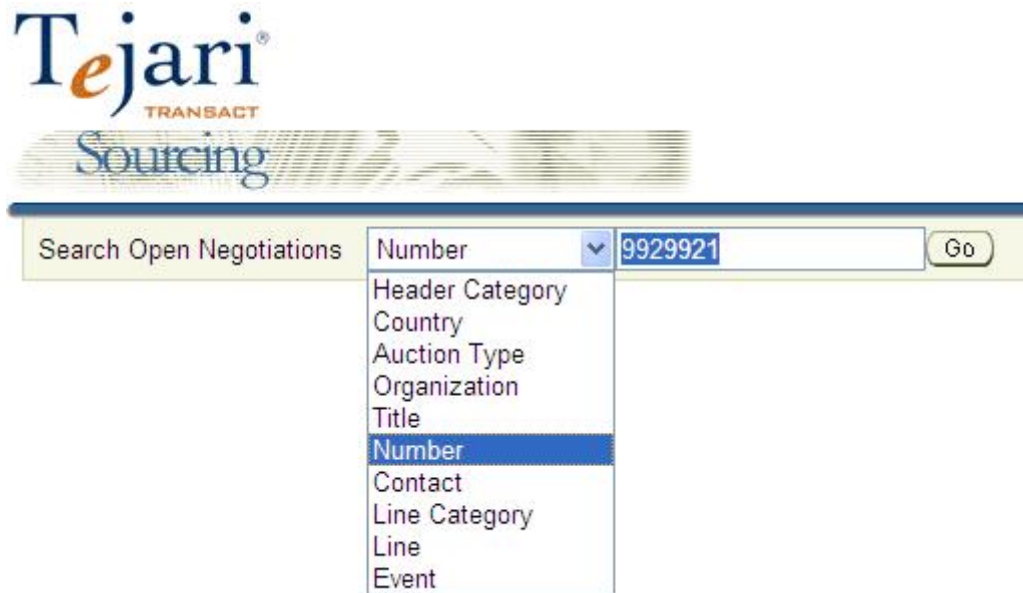 Tejari®
TRANSACT
Sourcing
Search Open Negotiations Number 9929921 Go
Header Category
Country
Auction Type
Organization
Title
Number
Contact
Line Category
Line
Event